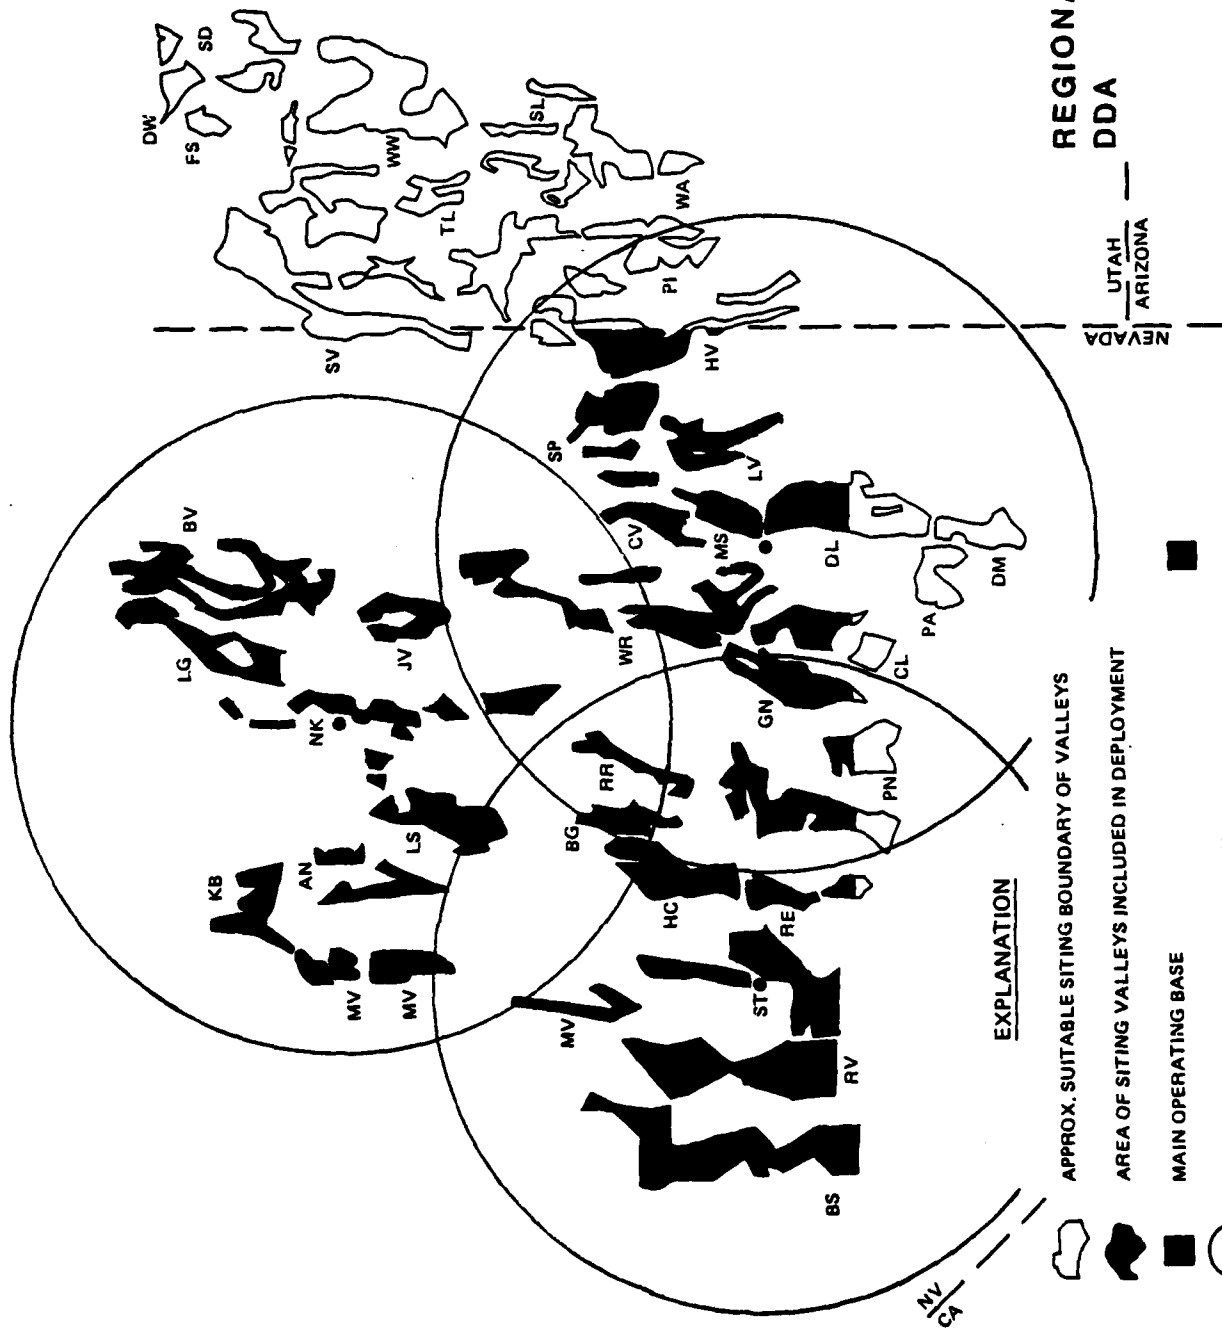 REGIONA
DDA
DW
SD
FS
WW
SL
TL
WA
SV
PI
UTAH
ARIZONA
NEVADA
HV
BV
SP
LV
CV
MS
DL
DM
PA
LG
JV
WR
CL
NK
GN
RR
PN
LS
BG
KB
AN
HC
RE
MV
MV
MV
ST
RV
BS
NV
CA
EXPLANATION
APPROX. SUITABLE SITING BOUNDARY OF VALLEYS
AREA OF SITING VALLEYS INCLUDED IN DEPLOYMENT
MAIN OPERATING BASE